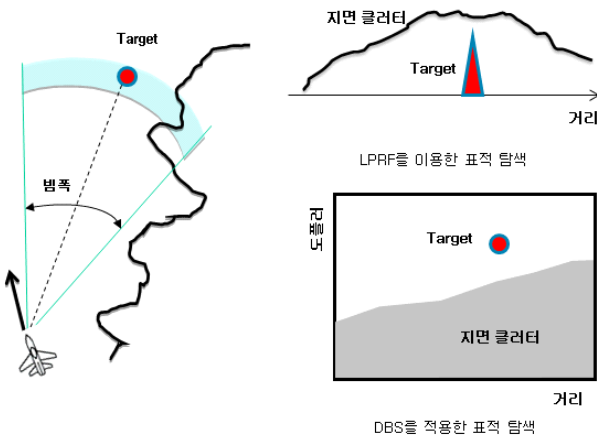 Target
빔폭
지면 클러터
Target
거리
LPRF를 이용한 표적 탐색
도플러
Target
지면 클러터
거리
DBS를 적용한 표적 탐색